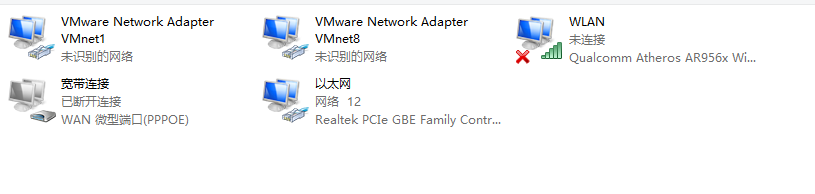 VMware Network Adapter
VMnet1
未识别的网络
VMware Network Adapter
VMnet8
未识别的网络
WLAN
未连接
Qualcomm Atheros AR956x Wi...
宽带连接
已断开连接
WAN 微型端口(PPPOE)
以太网
网络 12
Realtek PCIe GBE Family Contr...